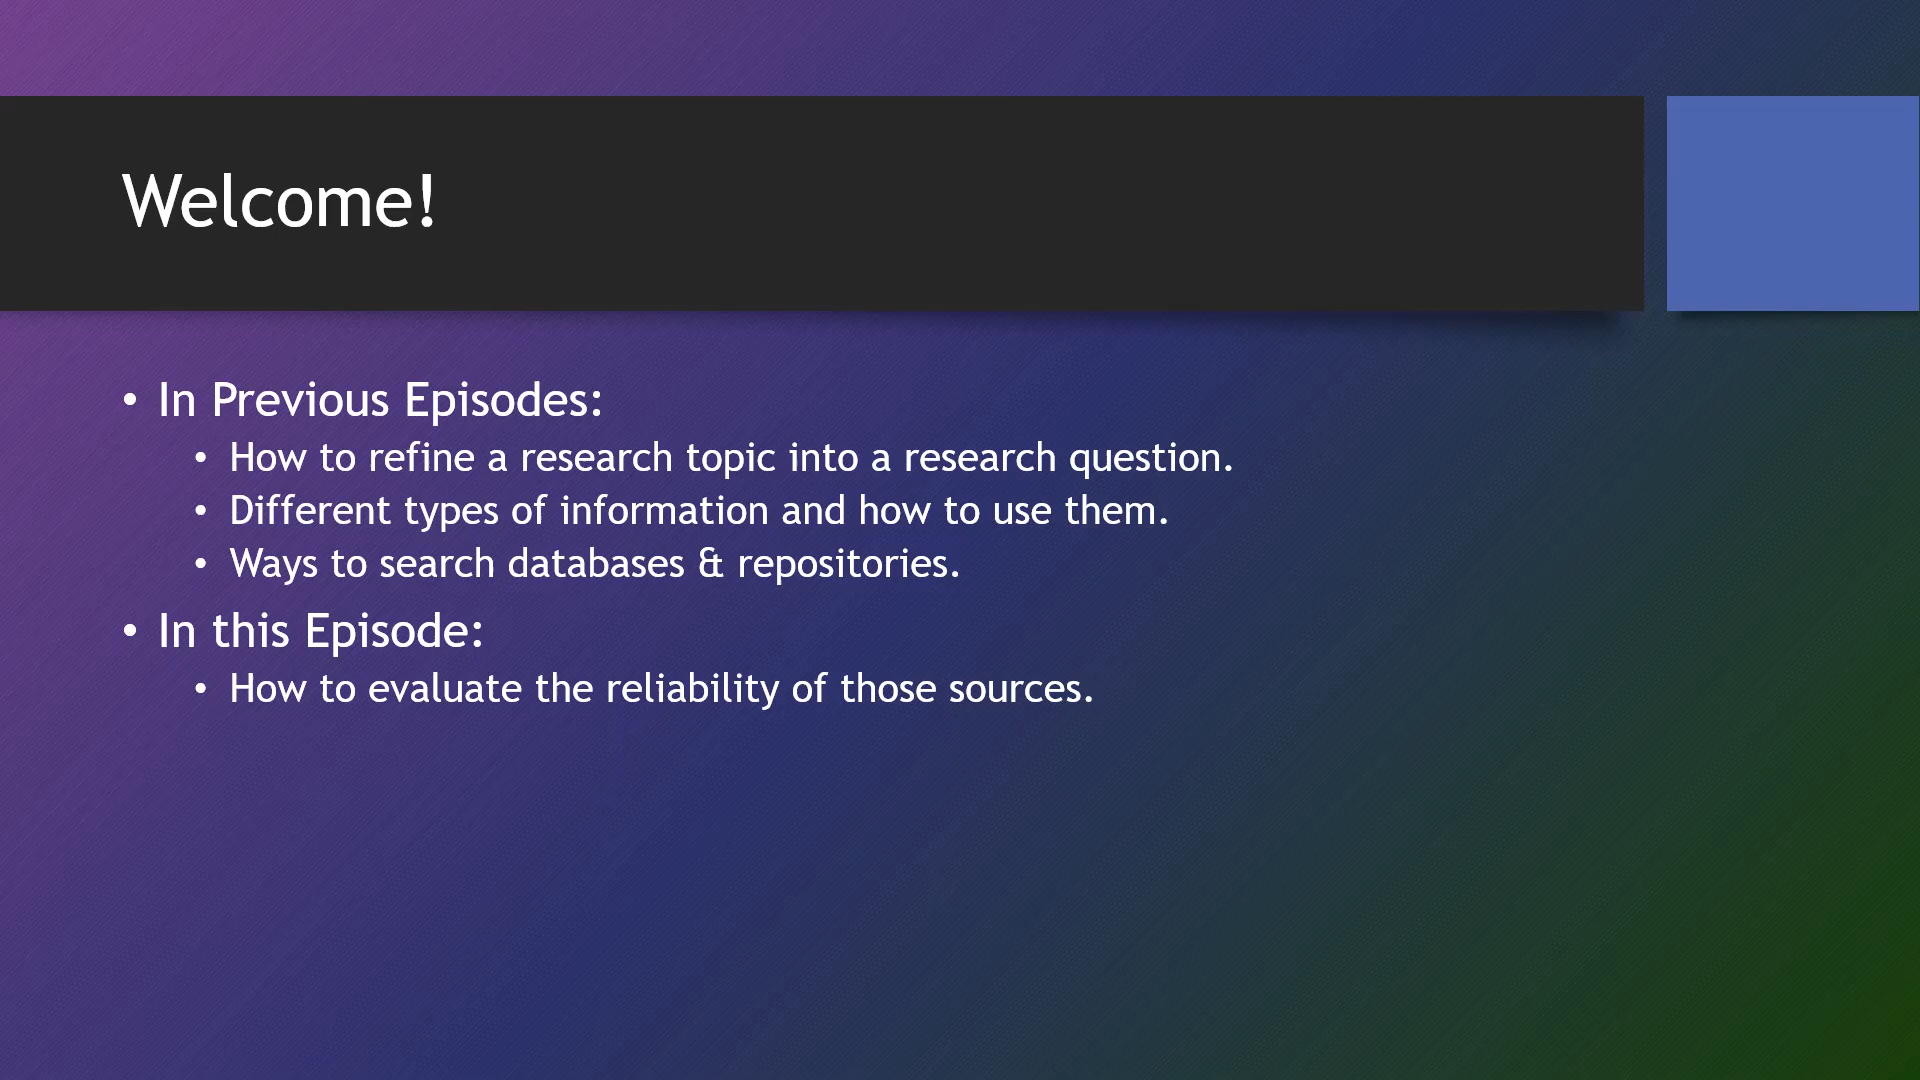 Welcome!
• In Previous Episodes:
• How to refine a research topic into a research question.
• Different types of information and how to use them.
• Ways to search databases & repositories.
• In this Episode:
• How to evaluate the reliability of those sources.